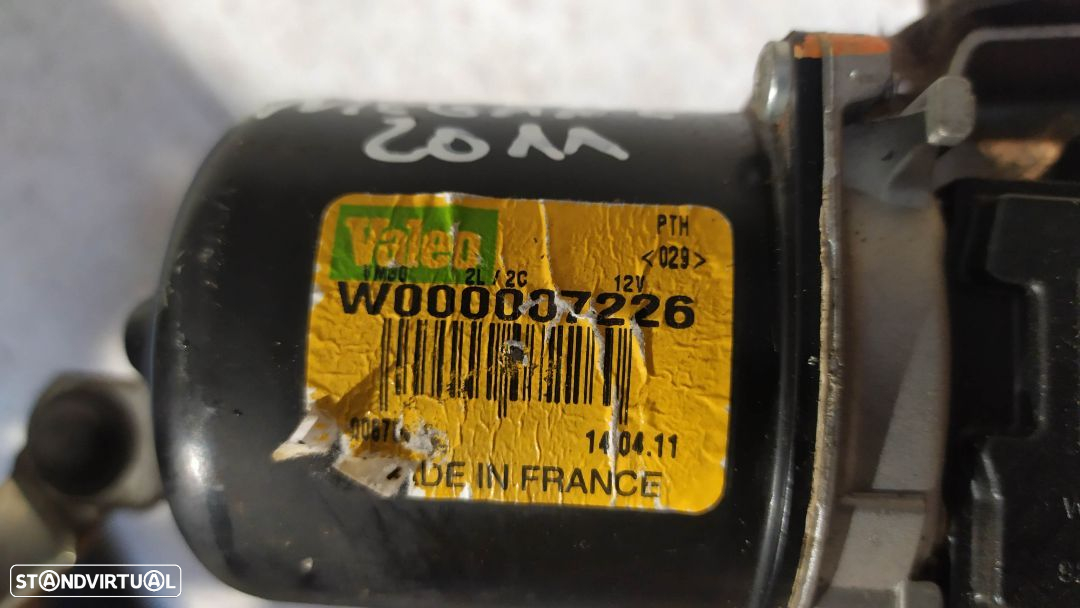 2011
Valeo
PTH
<029>
2L / 2C
12V
W000007226
14.04.11
DE IN FRANCE
STANDVIRTUAL